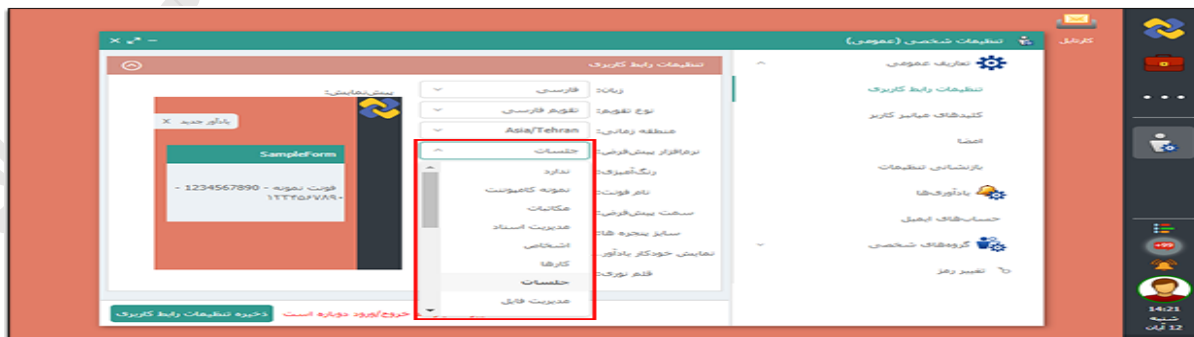 کارتابل
تنظیمات شخصی (عمومی)
تعاریف عمومی
تنظیمات رابط کاربری
کلیدهای میانبر کاربر
امضا
بازنشانی تنظیمات
یادآوری‌ها
حساب‌های ایمیل
گروه‌های شخصی
تغییر رمز
تنظیمات رابط کاربری
زبان: فارسی
نوع تقویم: تقویم فارسی
منطقه زمانی: Asia/Tehran
نرم‌افزار پیش‌فرض: جلسات
رنگ‌آمیزی:
نام فونت:
سمت پیش‌فرض:
سایز پنجره ها:
نمایش خودکار یادآور...
قلم نوری:
ندارد
نمونه کامپوننت
مکاتبات
مدیریت اسناد
اشخاص
کارها
جلسات
مدیریت فایل
پیش‌نمایش:
یادآور جدید ×
SampleForm
فونت نمونه - 1234567890 -
۱۲۳۴۵۶۷۸۹۰
خروج/ورود دوباره است
ذخیره تنظیمات رابط کاربری
+99
14:21
شنبه
12 آبان